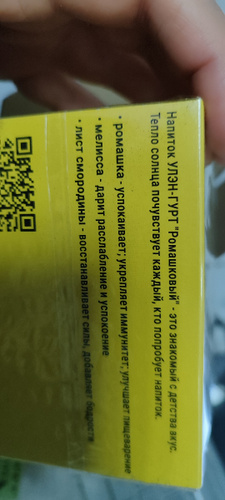 Напиток УЛЭН-ГУРТ "Ромашковый" - это знакомый с детства вкус.
Тепло солнца почувствует каждый, кто попробует напиток.
• ромашка - успокаивает; укрепляет иммунитет; улучшает пищеварение
• мелисса - дарит расслабление и успокоение
• лист смородины - восстанавливает силы, добавляет бодрости